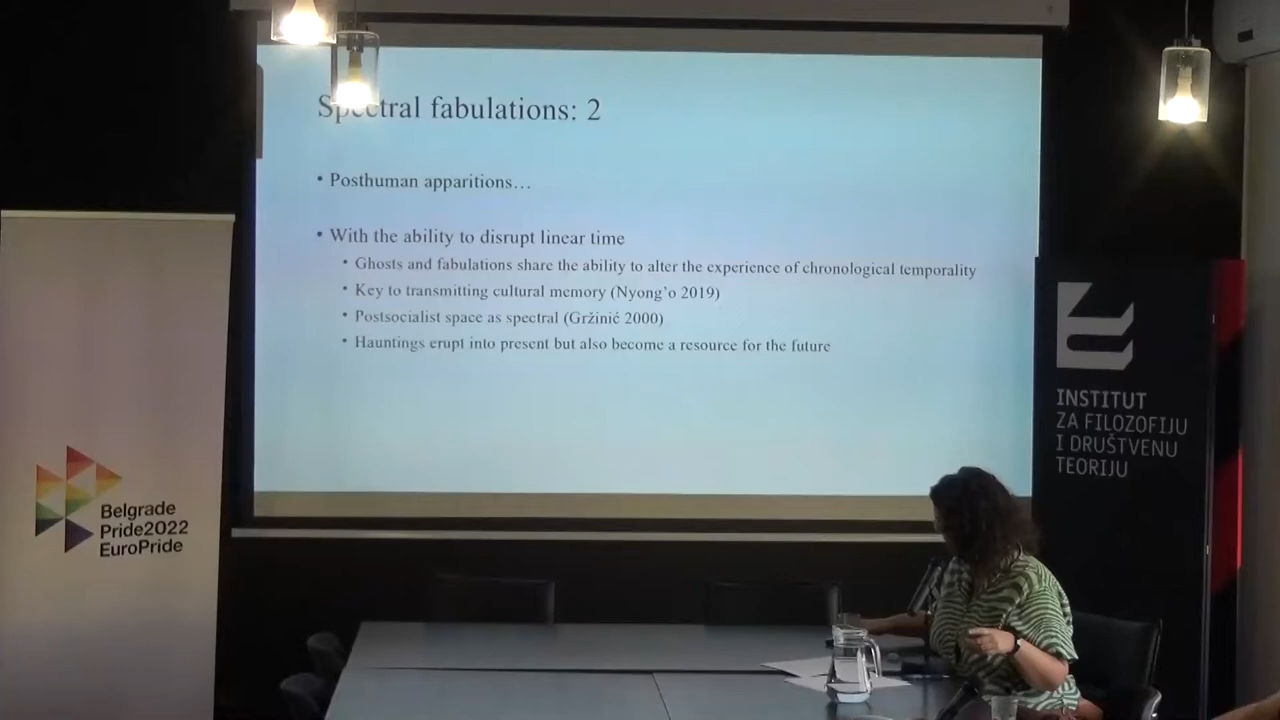 Spectral fabulations: 2
• Posthuman apparitions…
• With the ability to disrupt linear time
• Ghosts and fabulations share the ability to alter the experience of chronological temporality
• Key to transmitting cultural memory (Nyong’o 2019)
• Postsocialist space as spectral (Gržinić 2000)
• Hauntings erupt into present but also become a resource for the future
Belgrade
Pride2022
EuroPride
INSTITUT
ZA FILOZOFIJU
I DRUŠTVENU
TEORIJU